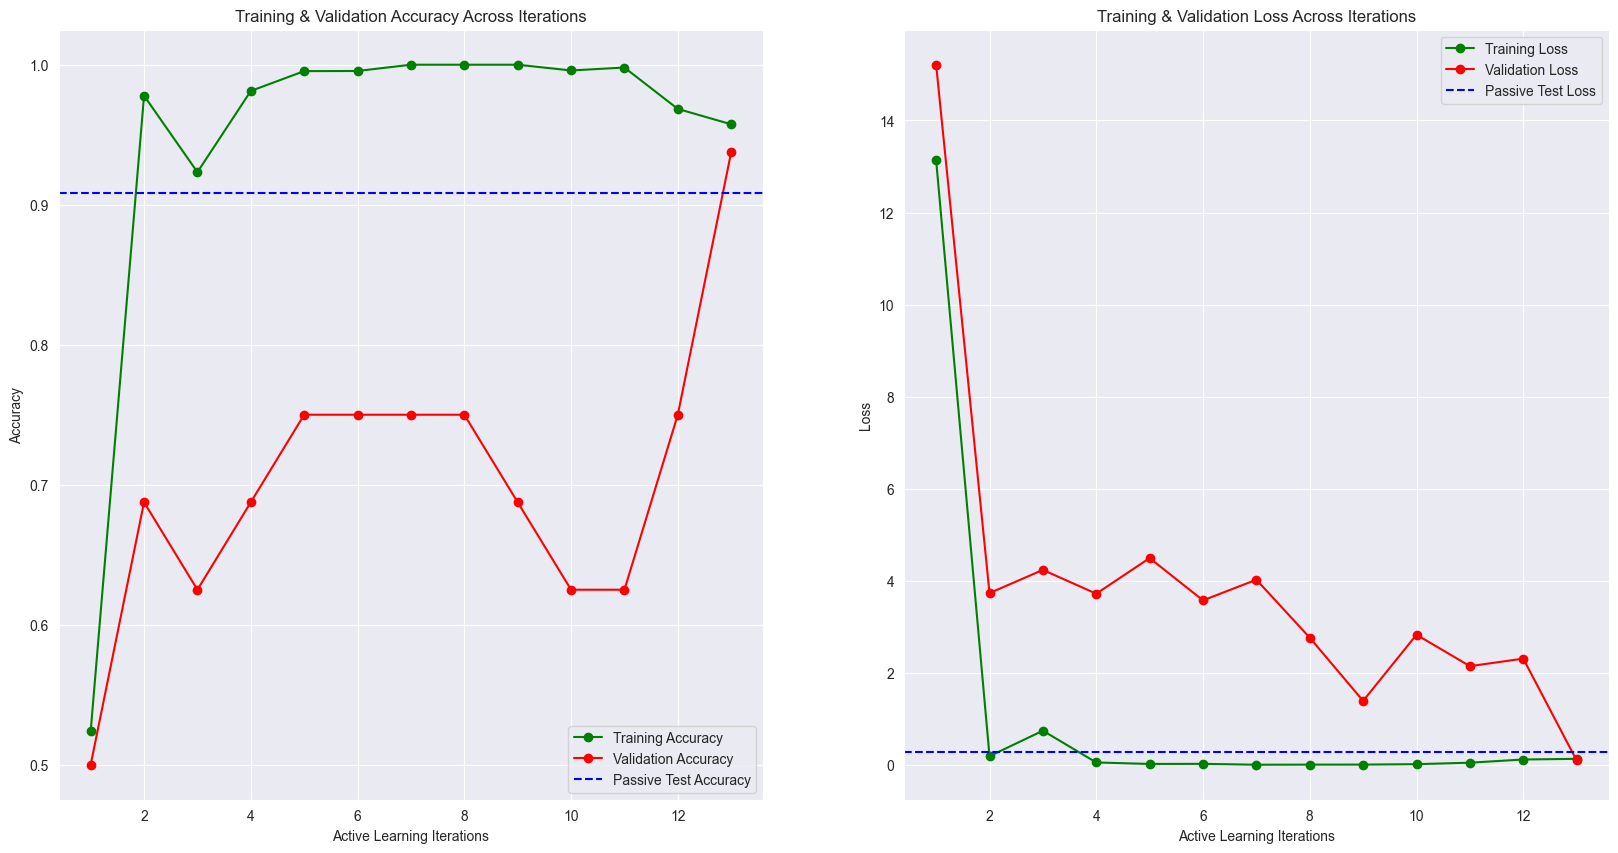 Training & Validation Accuracy Across Iterations
1.0
0.9
0.8
0.7
0.6
0.5
Accuracy
2 4 6 8 10 12
Active Learning Iterations
Training Accuracy
Validation Accuracy
Passive Test Accuracy
Training & Validation Loss Across Iterations
14
12
10
8
6
4
2
0
Loss
2 4 6 8 10 12
Active Learning Iterations
Training Loss
Validation Loss
Passive Test Loss